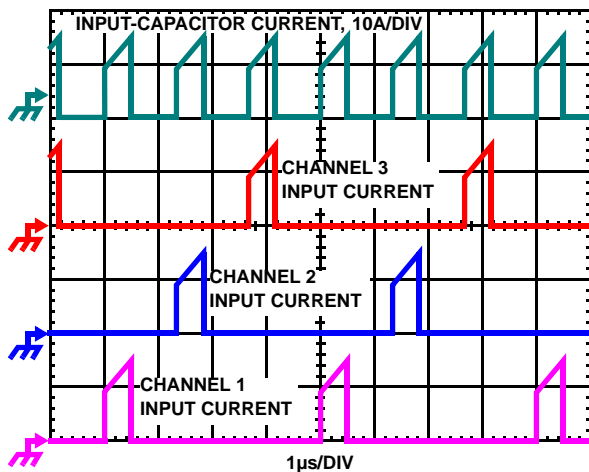 INPUT-CAPACITOR CURRENT, 10A/DIV
CHANNEL 3
INPUT CURRENT
CHANNEL 2
INPUT CURRENT
CHANNEL 1
INPUT CURRENT
1µs/DIV